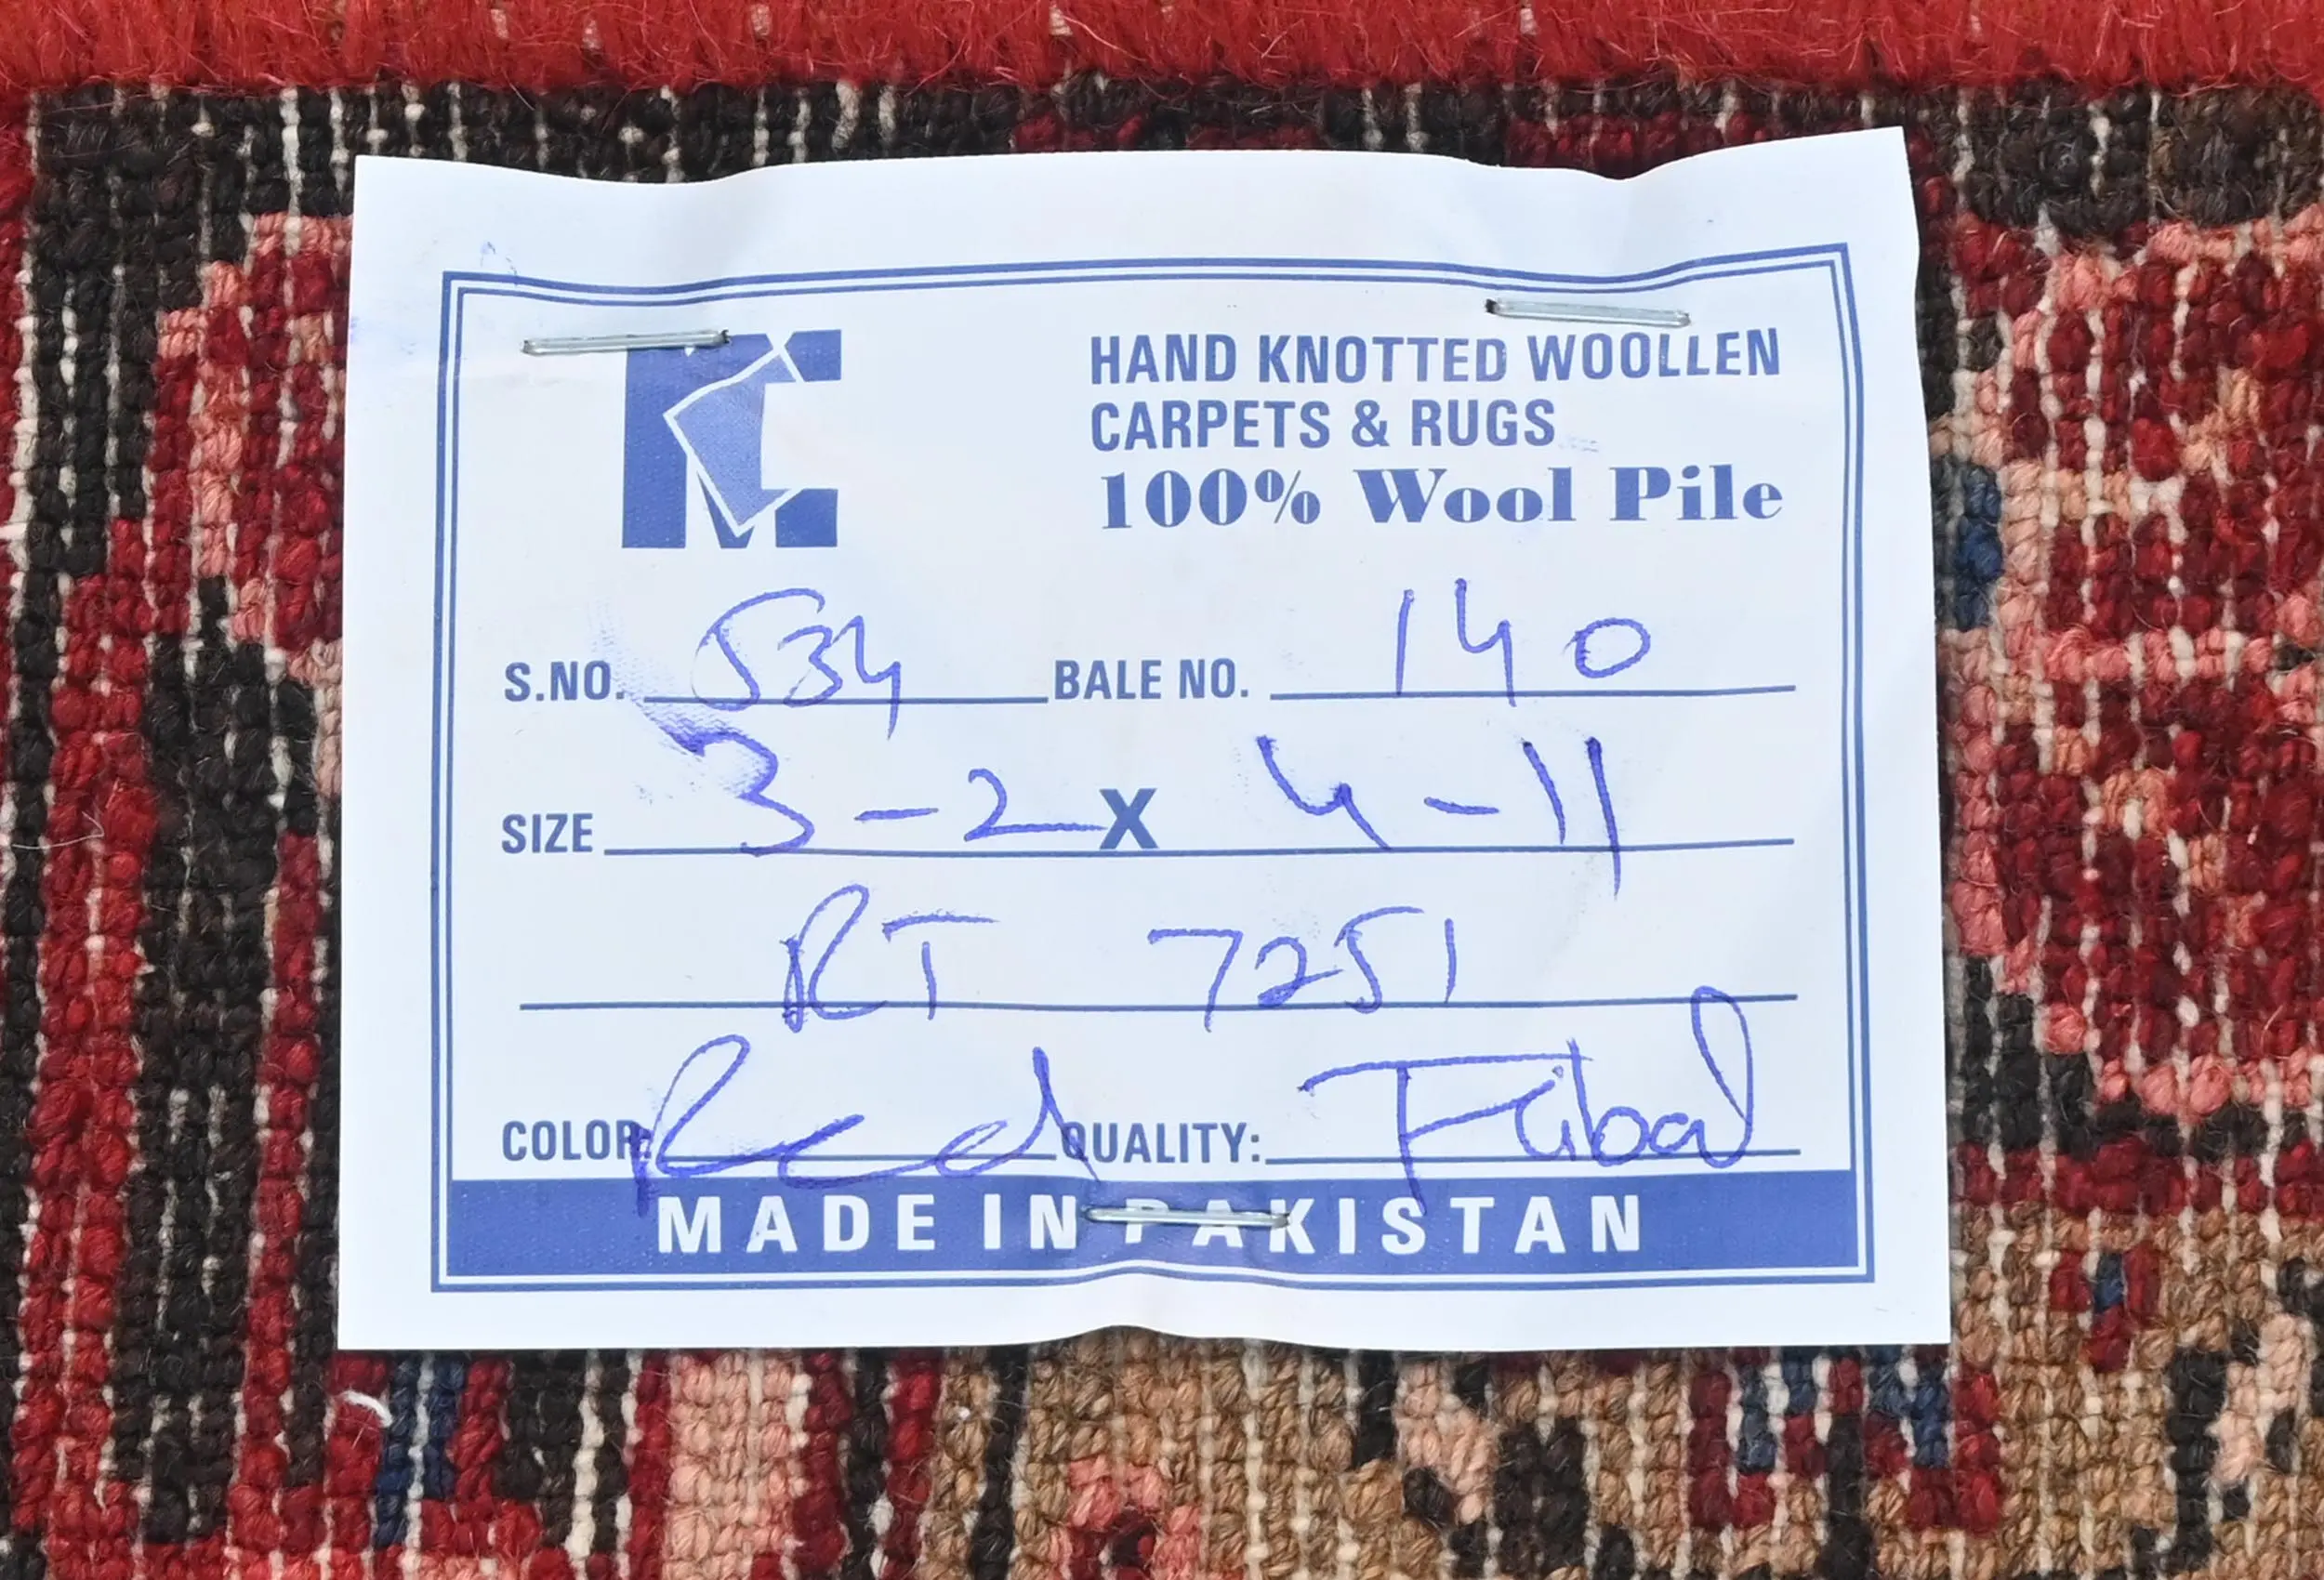 HAND KNOTTED WOOLLEN
CARPETS & RUGS
100% Wool Pile
S.NO. 534 BALE NO. 140
SIZE 3-2 X 4-11
RT 7251
COLOR: Red QUALITY: Tribal
MADE IN PAKISTAN